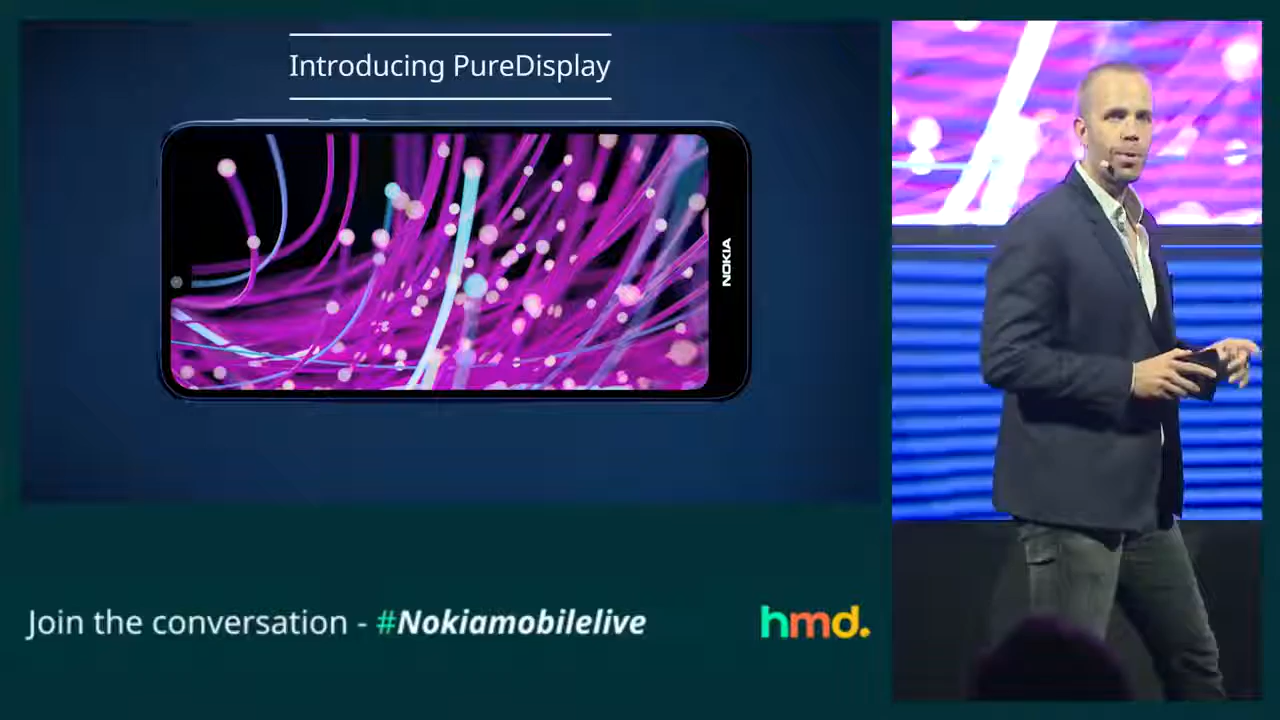 Introducing PureDisplay
NOKIA
Join the conversation - #Nokiamobilelive
hmd.